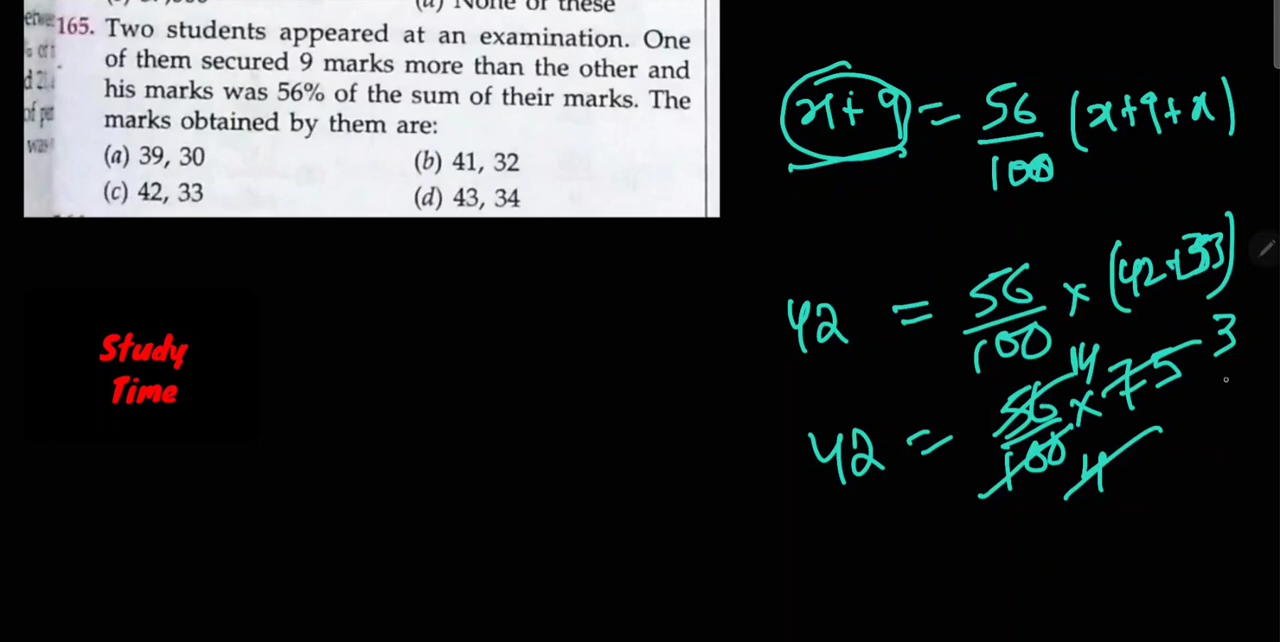 (d) None of these
165. Two students appeared at an examination. One
of them secured 9 marks more than the other and
his marks was 56% of the sum of their marks. The
marks obtained by them are:
(a) 39, 30 (b) 41, 32
(c) 42, 33 (d) 43, 34
x+9 = 56/100 (x+9+x)
42 = 56/100 × (42+33)
42 = 56/100 × 75 14 3 4
Study
Time